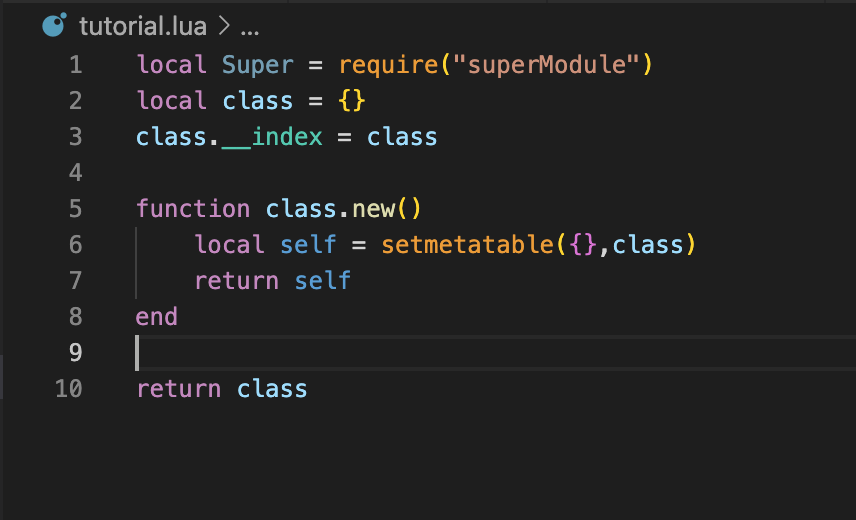 tutorial.lua > ...
1 local Super = require("superModule")
2 local class = {}
3 class.__index = class
4
5 function class.new()
6     local self = setmetatable({},class)
7     return self
8 end
9
10 return class